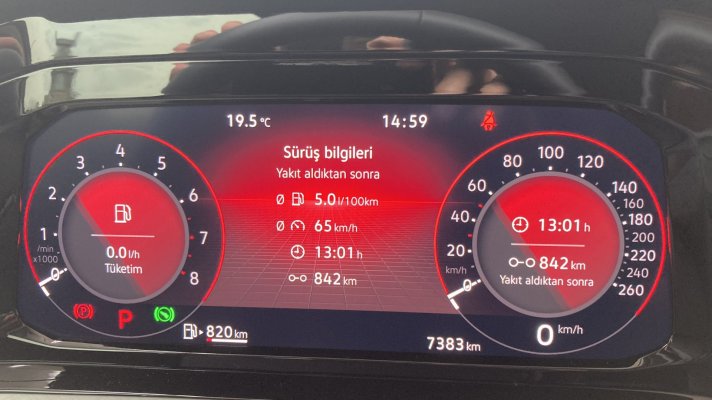 19.5 °C
14:59
Sürüş bilgileri
Yakıt aldıktan sonra
Ø 5.0 l/100km
Ø 65 km/h
13:01 h
842 km
0 1 2 3 4 5 6 7 8
/min
x1000
0.0 l/h
Tüketim
0 20 40 60 80 100 120 140 160 180 200 220 240 260
km/h
13:01 h
842 km
Yakıt aldıktan sonra
P
P
820 km
7383 km
0 km/h